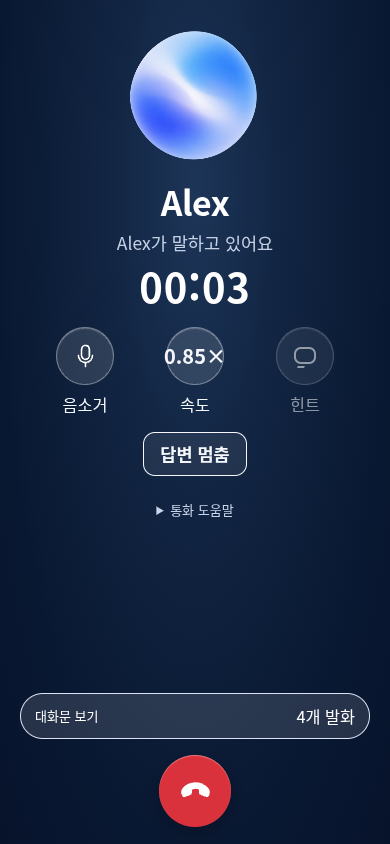 Alex
Alex가 말하고 있어요
00:03
0.85×
음소거
속도
힌트
답변 멈춤
▶ 통화 도움말
대화문 보기
4개 발화